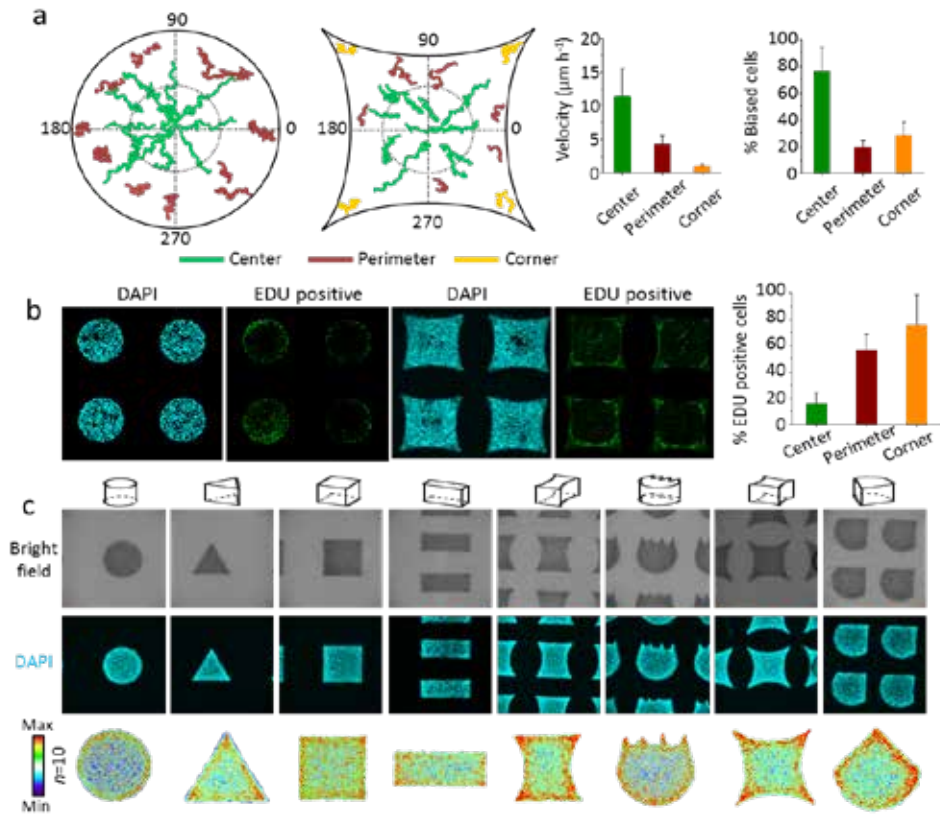 a
90
180
0
270
90
180
0
270
Center
Perimeter
Corner
Velocity (µm h⁻¹)
20
15
10
5
0
Center
Perimeter
Corner
% Biased cells
100
80
60
40
20
0
Center
Perimeter
Corner
b
DAPI
EDU positive
DAPI
EDU positive
% EDU positive cells
100
80
60
40
20
0
Center
Perimeter
Corner
c
Bright
field
DAPI
Max
n=10
Min